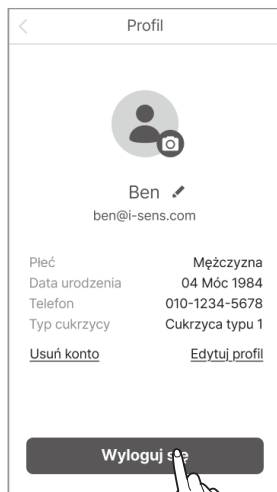 Profil
Ben
ben@i-sens.com
Płeć Mężczyzna
Data urodzenia 04 Móc 1984
Telefon 010-1234-5678
Typ cukrzycy Cukrzyca typu 1
Usuń konto Edytuj profil
Wyloguj się